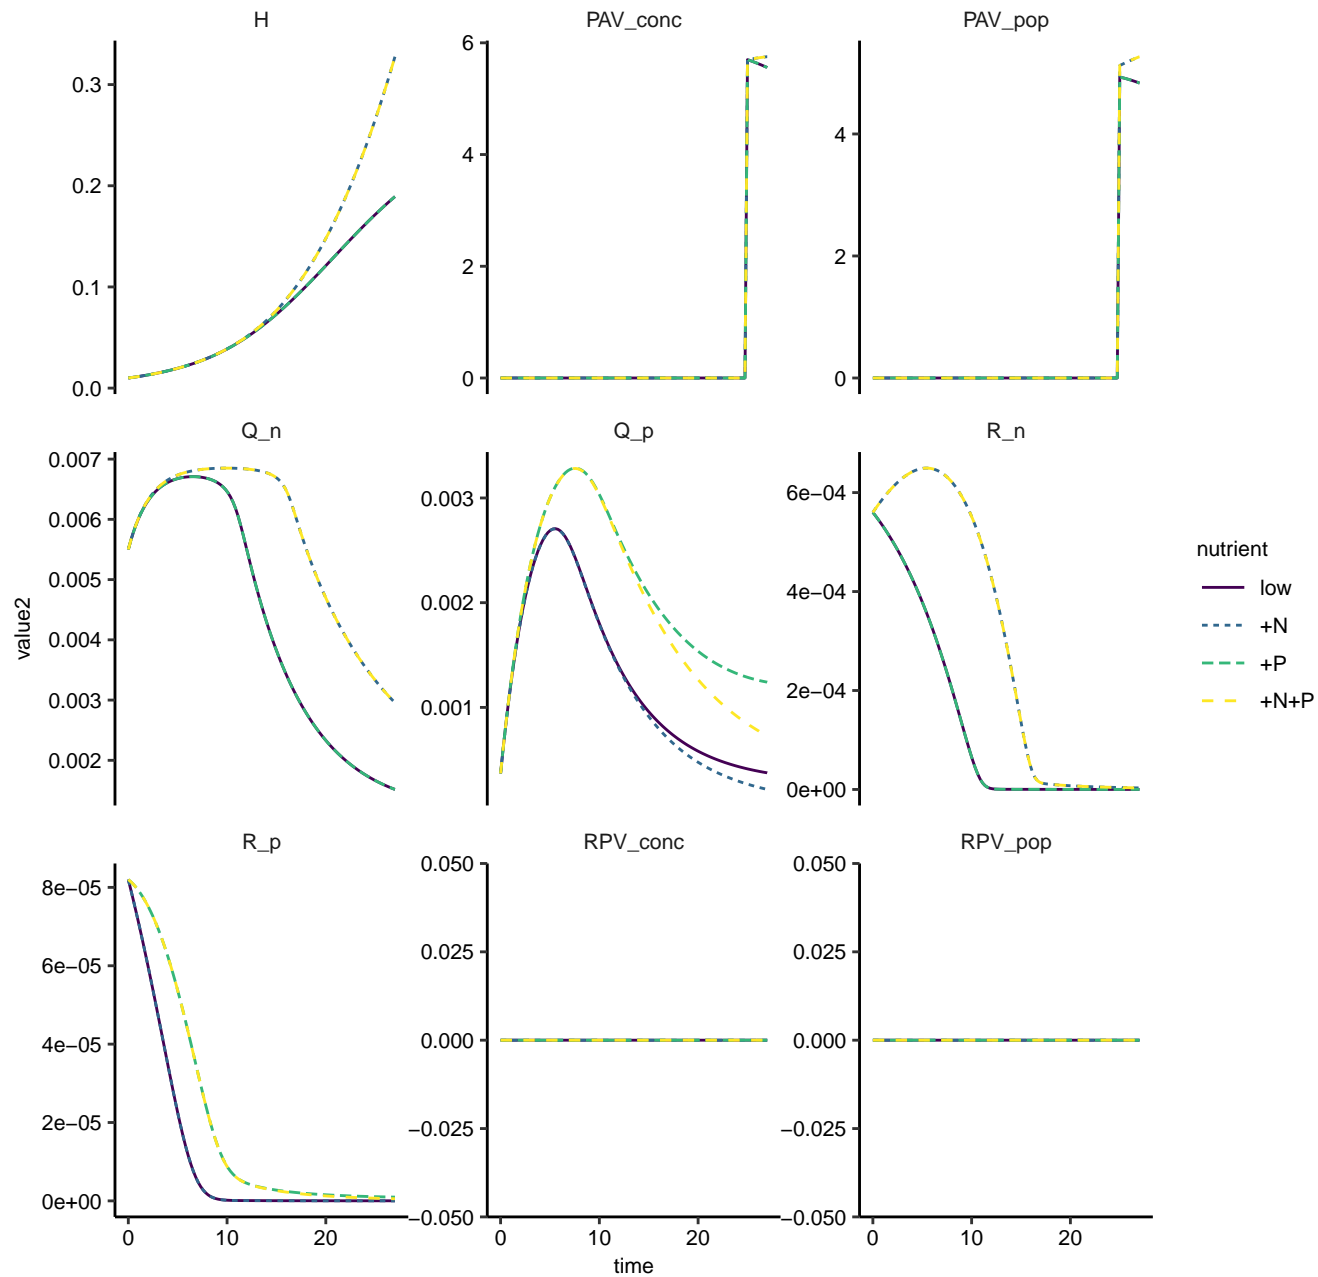 H
PAV_conc
PAV_pop
0.3
0.2
0.1
0.0
6
4
2
0
4
2
0
Q_n
Q_p
R_n
0.007
0.006
0.005
0.004
0.003
0.002
0.003
0.002
0.001
6e−04
4e−04
2e−04
0e+00
value2
nutrient
low
+N
+P
+N+P
R_p
RPV_conc
RPV_pop
8e−05
6e−05
4e−05
2e−05
0e+00
0.050
0.025
0.000
−0.025
−0.050
0.050
0.025
0.000
−0.025
−0.050
0 10 20
0 10 20
0 10 20
time